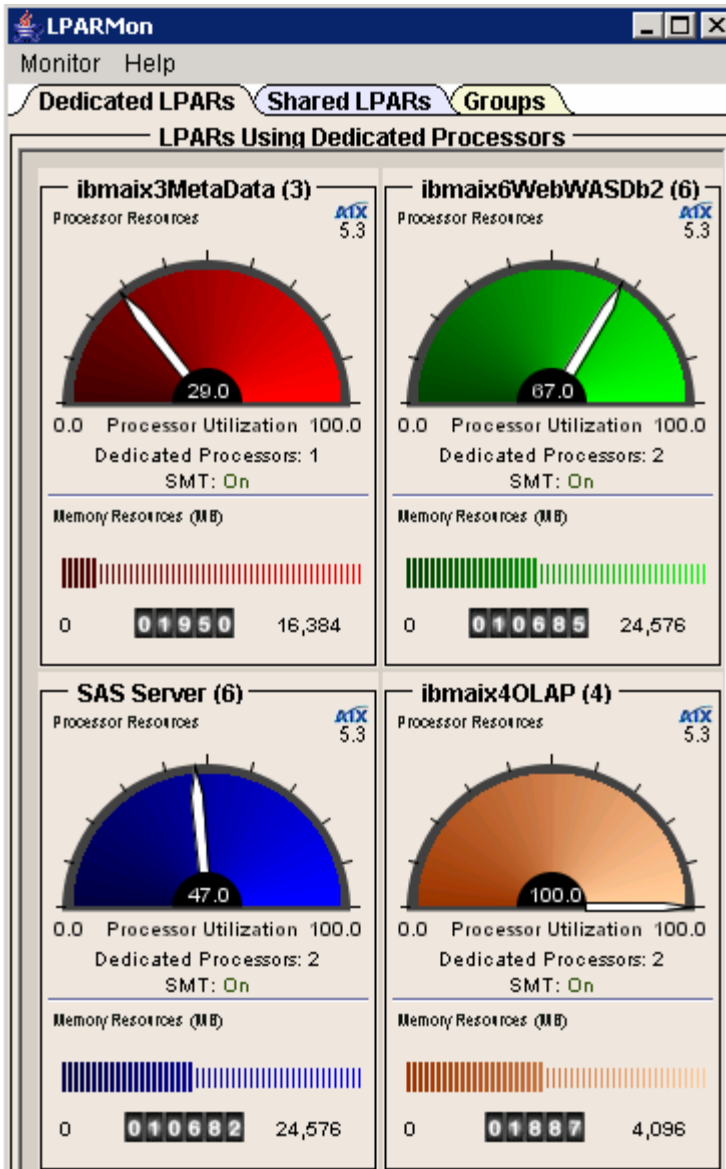 LPARMon
Monitor Help
Dedicated LPARs Shared LPARs Groups
LPARs Using Dedicated Processors
ibmaix3MetaData (3)
Processor Resources
AIX
5.3
29.0
0.0 Processor Utilization 100.0
Dedicated Processors: 1
SMT: On
Memory Resources (MB)
0 01950 16,384
ibmaix6WebWASDb2 (6)
Processor Resources
AIX
5.3
67.0
0.0 Processor Utilization 100.0
Dedicated Processors: 2
SMT: On
Memory Resources (MB)
0 010685 24,576
SAS Server (6)
Processor Resources
AIX
5.3
47.0
0.0 Processor Utilization 100.0
Dedicated Processors: 2
SMT: On
Memory Resources (MB)
0 010682 24,576
ibmaix4OLAP (4)
Processor Resources
AIX
5.3
100.0
0.0 Processor Utilization 100.0
Dedicated Processors: 2
SMT: On
Memory Resources (MB)
0 01887 4,096